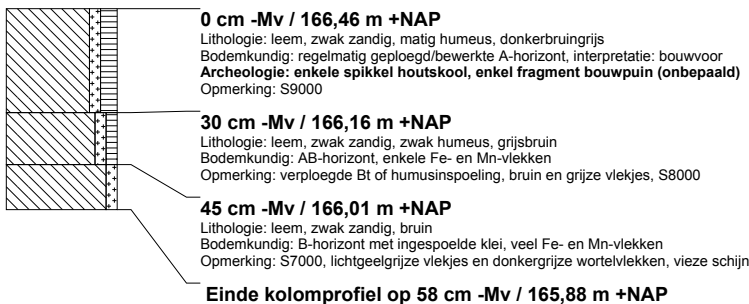 0 cm -Mv / 166,46 m +NAP
Lithologie: leem, zwak zandig, matig humeus, donkerbruingrijs
Bodemkundig: regelmatig geploegd/bewerkte A-horizont, interpretatie: bouwvoor
Archeologie: enkele spikkel houtskool, enkel fragment bouwpuin (onbepaald)
Opmerking: S9000
30 cm -Mv / 166,16 m +NAP
Lithologie: leem, zwak zandig, zwak humeus, grijsbruin
Bodemkundig: AB-horizont, enkele Fe- en Mn-vlekken
Opmerking: verploegde Bt of humusinspoeling, bruin en grijze vlekjes, S8000
45 cm -Mv / 166,01 m +NAP
Lithologie: leem, zwak zandig, bruin
Bodemkundig: B-horizont met ingespoelde klei, veel Fe- en Mn-vlekken
Opmerking: S7000, lichtgeelgrijze vlekjes en donkergrijze wortelvlekken, vieze schijn
Einde kolomprofiel op 58 cm -Mv / 165,88 m +NAP